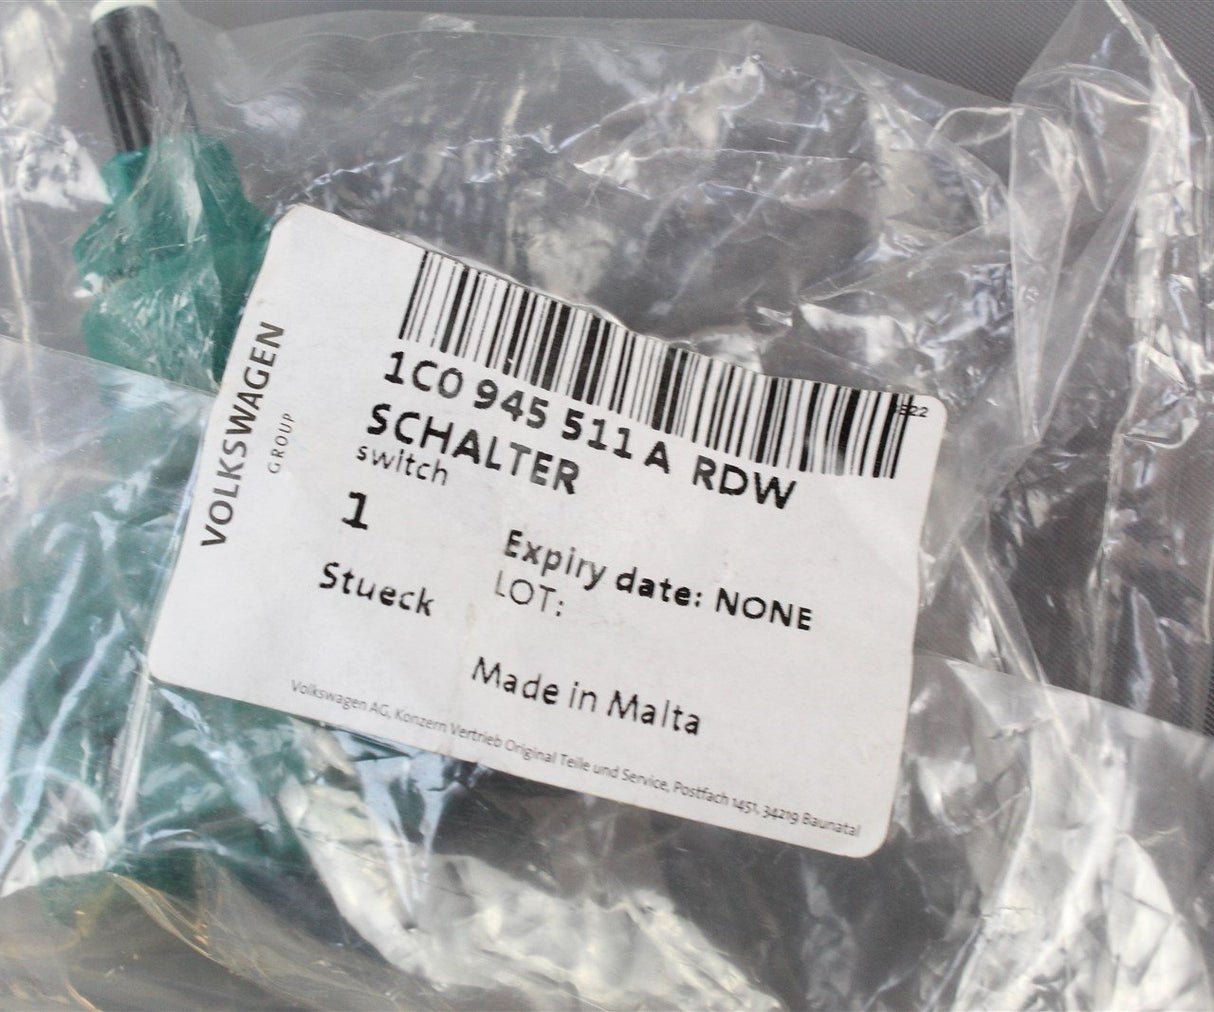 VOLKSWAGEN
GROUP
1C0 945 511 A RDW
SCHALTER
switch
1
Stueck
Expiry date: NONE
LOT:
Made in Malta
Volkswagen AG, Konzern Vertrieb Original Teile und Service, Postfach 1451, 34219 Baunatal